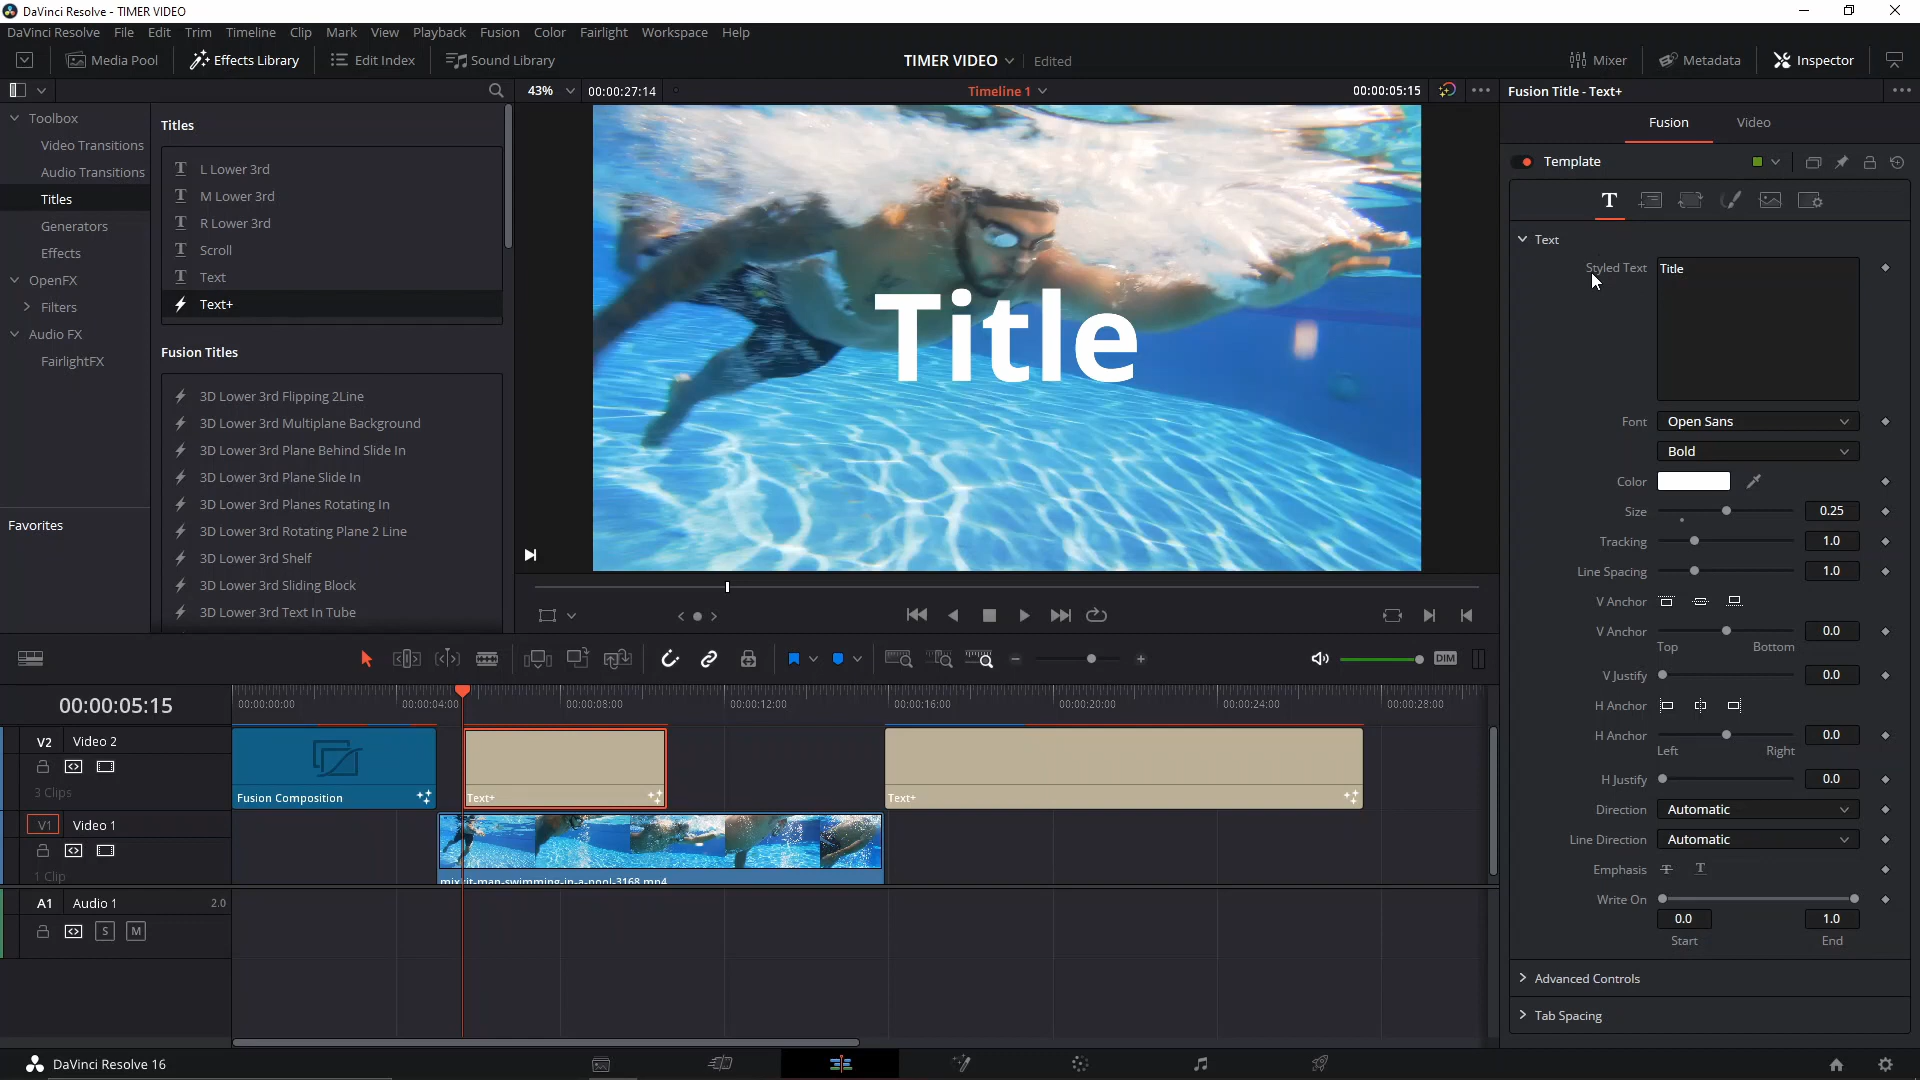 DaVinci Resolve - TIMER VIDEO
DaVinci Resolve File Edit Trim Timeline Clip Mark View Playback Fusion Color Fairlight Workspace Help
Media Pool Effects Library Edit Index Sound Library TIMER VIDEO Edited Mixer Metadata Inspector
43% 00:00:27:14 Timeline 1 00:00:05:15 Fusion Title - Text+
Toolbox
Video Transitions
Audio Transitions
Titles
Generators
Effects
OpenFX
Filters
Audio FX
FairlightFX
Favorites
Titles
L Lower 3rd
M Lower 3rd
R Lower 3rd
Scroll
Text
Text+
Fusion Titles
3D Lower 3rd Flipping 2Line
3D Lower 3rd Multiplane Background
3D Lower 3rd Plane Behind Slide In
3D Lower 3rd Plane Slide In
3D Lower 3rd Planes Rotating In
3D Lower 3rd Rotating Plane 2 Line
3D Lower 3rd Shelf
3D Lower 3rd Sliding Block
3D Lower 3rd Text In Tube
Title
Fusion Video
Template
Text
Styled Text Title
Font Open Sans
Bold
Color
Size 0.25
Tracking 1.0
Line Spacing 1.0
V Anchor
V Anchor 0.0
Top Bottom
V Justify 0.0
H Anchor
H Anchor 0.0
Left Right
H Justify 0.0
Direction Automatic
Line Direction Automatic
Emphasis
Write On
0.0 1.0
Start End
Advanced Controls
Tab Spacing
DIM
00:00:05:15 00:00:00:00 00:00:04:00 00:00:08:00 00:00:12:00 00:00:16:00 00:00:20:00 00:00:24:00 00:00:28:00
V2 Video 2
3 Clips
Fusion Composition Text+ Text+
V1 Video 1
1 Clip
mixkit-man-swimming-in-a-pool-3168.mp4
A1 Audio 1 2.0
S M
DaVinci Resolve 16